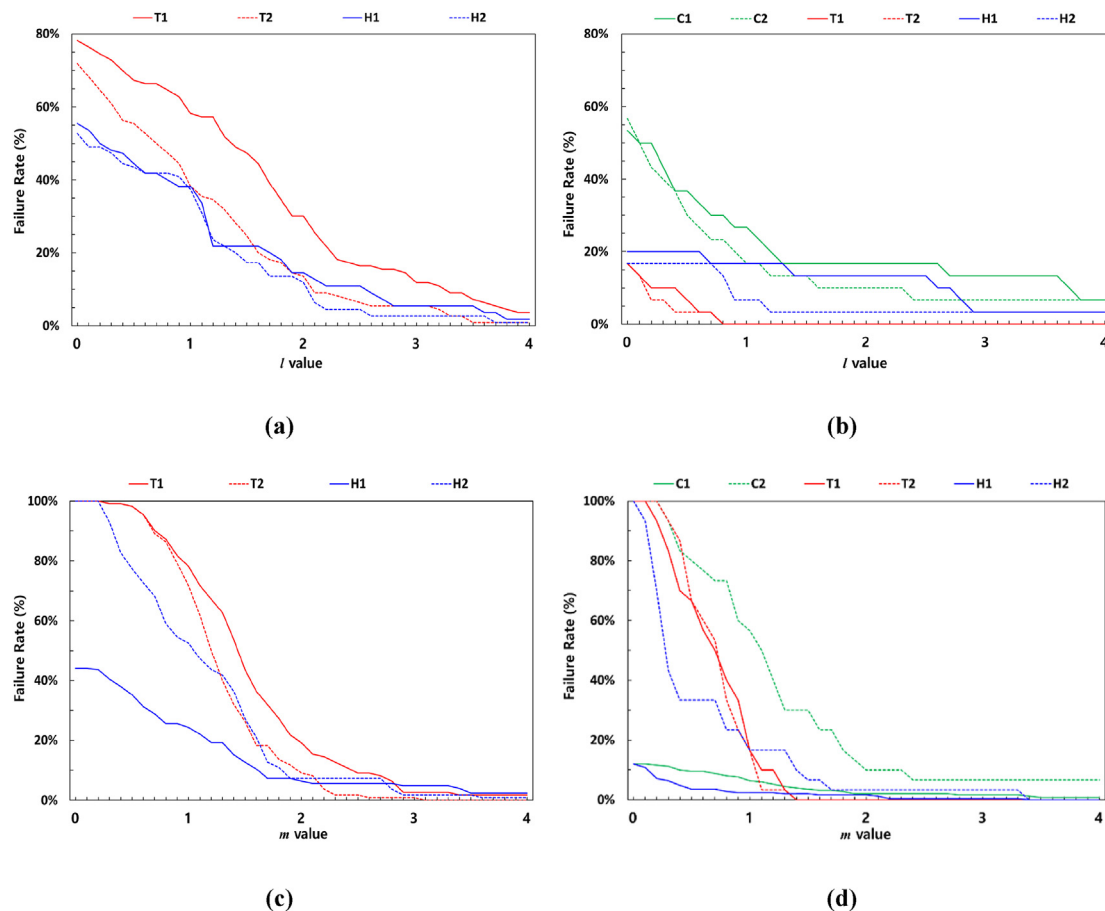 T1 T2 H1 H2
80%
60%
40%
20%
0%
Failure Rate (%)
0 1 2 3 4
l value
(a)
C1 C2 T1 T2 H1 H2
80%
60%
40%
20%
0%
Failure Rate (%)
0 1 2 3 4
l value
(b)
T1 T2 H1 H2
100%
80%
60%
40%
20%
0%
Failure Rate (%)
0 1 2 3 4
m value
(c)
C1 C2 T1 T2 H1 H2
100%
80%
60%
40%
20%
0%
Failure Rate (%)
0 1 2 3 4
m value
(d)